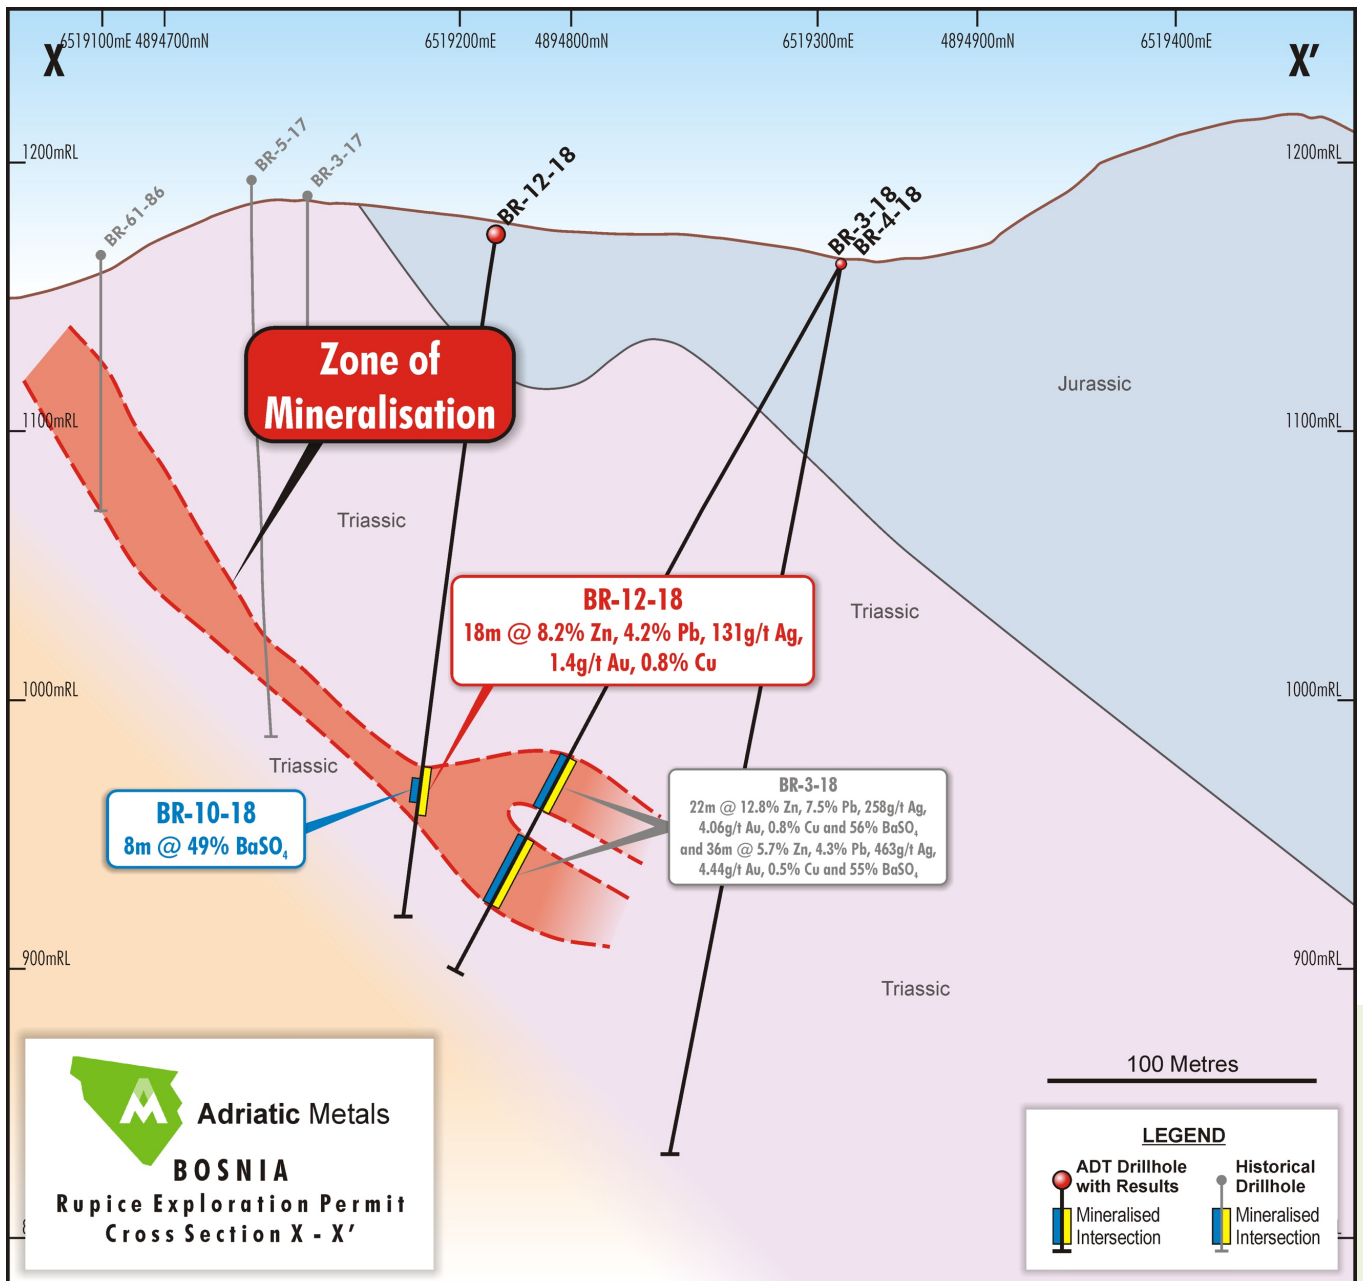 6519100mE 4894700mN 6519200mE 4894800mN 6519300mE 4894900mN 6519400mE
X X′
1200mRL 1200mRL
BR-61-86
BR-5-17
BR-3-17
BR-12-18
BR-3-18
BR-4-18
Zone of
Mineralisation
Jurassic
1100mRL 1100mRL
Triassic
Triassic
BR-12-18
18m @ 8.2% Zn, 4.2% Pb, 131g/t Ag,
1.4g/t Au, 0.8% Cu
1000mRL 1000mRL
Triassic
BR-10-18
8m @ 49% BaSO₄
BR-3-18
22m @ 12.8% Zn, 7.5% Pb, 258g/t Ag,
4.06g/t Au, 0.8% Cu and 56% BaSO₄
and 36m @ 5.7% Zn, 4.3% Pb, 463g/t Ag,
4.44g/t Au, 0.5% Cu and 55% BaSO₄
900mRL 900mRL
Triassic
100 Metres
Adriatic Metals
BOSNIA
Rupice Exploration Permit
Cross Section X - X′
LEGEND
ADT Drillhole
with Results
Mineralised
Intersection
Historical
Drillhole
Mineralised
Intersection